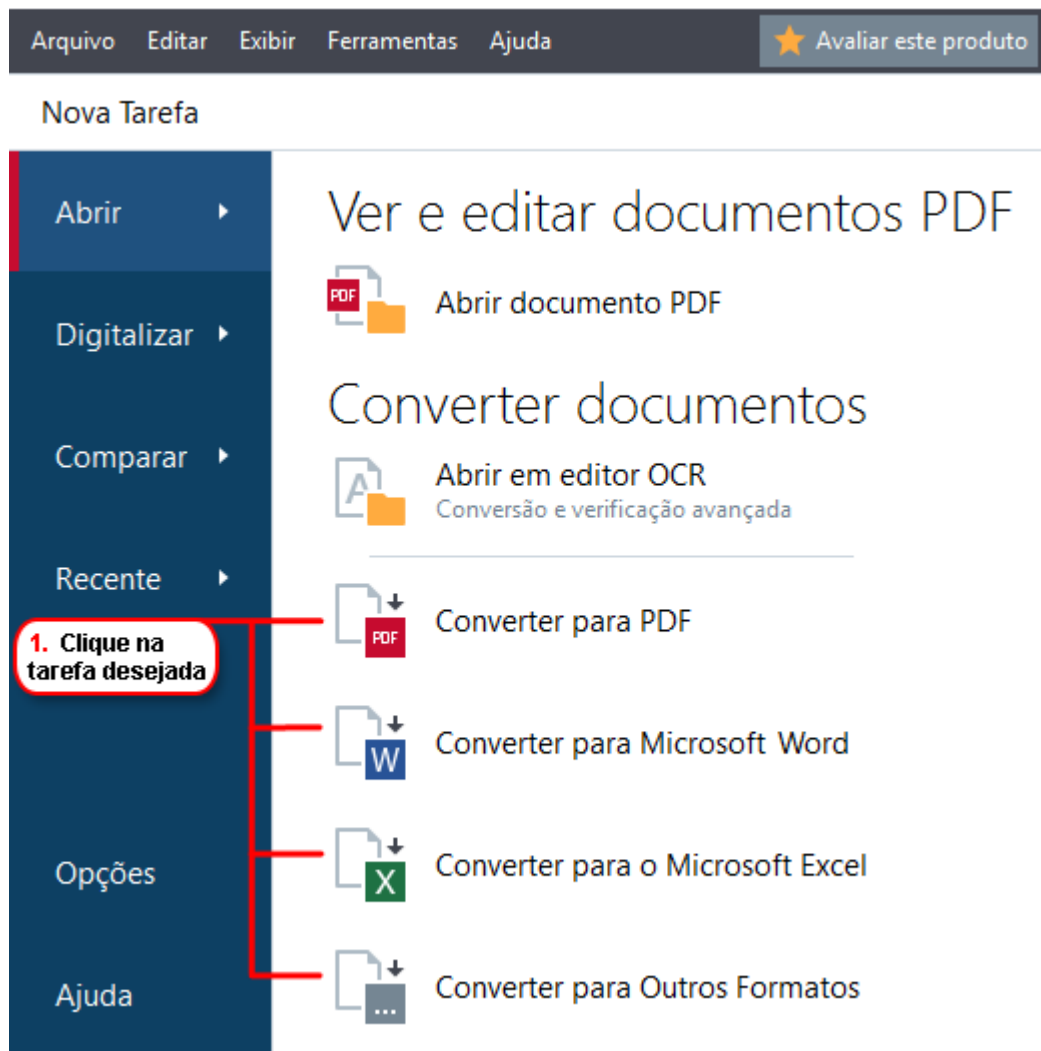 Arquivo Editar Exibir Ferramentas Ajuda Avaliar este produto
Nova Tarefa
Abrir
Digitalizar
Comparar
Recente
1. Clique na
tarefa desejada
Opções
Ajuda
Ver e editar documentos PDF
PDF
Abrir documento PDF
Converter documentos
A
Abrir em editor OCR
Conversão e verificação avançada
PDF
Converter para PDF
W
Converter para Microsoft Word
X
Converter para o Microsoft Excel
...
Converter para Outros Formatos